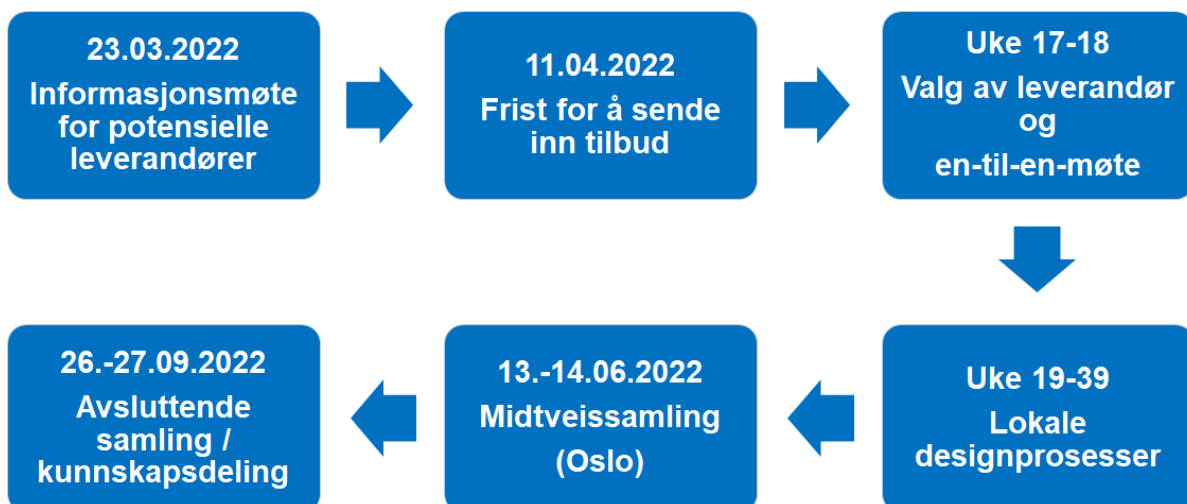 23.03.2022
Informasjonsmøte
for potensielle
leverandører
11.04.2022
Frist for å sende
inn tilbud
Uke 17-18
Valg av leverandør
og
en-til-en-møte
Uke 19-39
Lokale
designprosesser
13.-14.06.2022
Midtveissamling
(Oslo)
26.-27.09.2022
Avsluttende
samling /
kunnskapsdeling